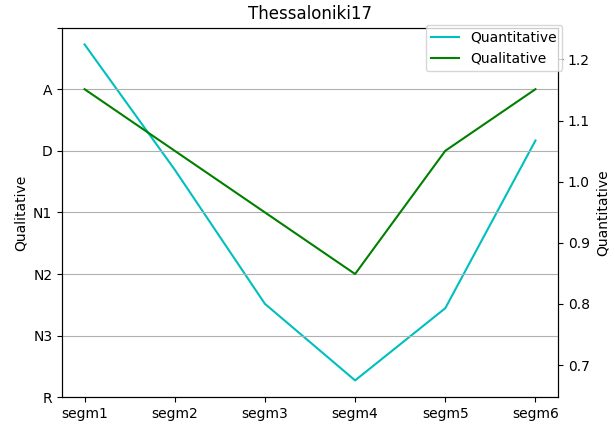 Thessaloniki17
Quantitative
Qualitative
A
D
N1
N2
N3
R
Qualitative
1.2
1.1
1.0
0.9
0.8
0.7
Quantitative
segm1 segm2 segm3 segm4 segm5 segm6